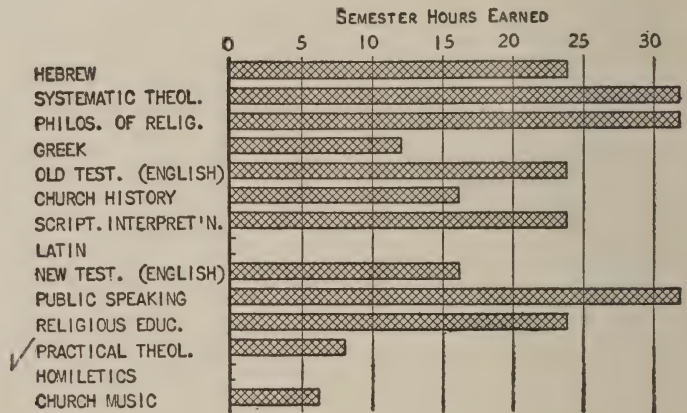 SEMESTER HOURS EARNED
0 5 10 15 20 25 30
HEBREW
SYSTEMATIC THEOL.
PHILOS. OF RELIG.
GREEK
OLD TEST. (ENGLISH)
CHURCH HISTORY
SCRIPT. INTERPRET'N.
LATIN
NEW TEST. (ENGLISH)
PUBLIC SPEAKING
RELIGIOUS EDUC.
✓ PRACTICAL THEOL.
HOMILETICS
CHURCH MUSIC